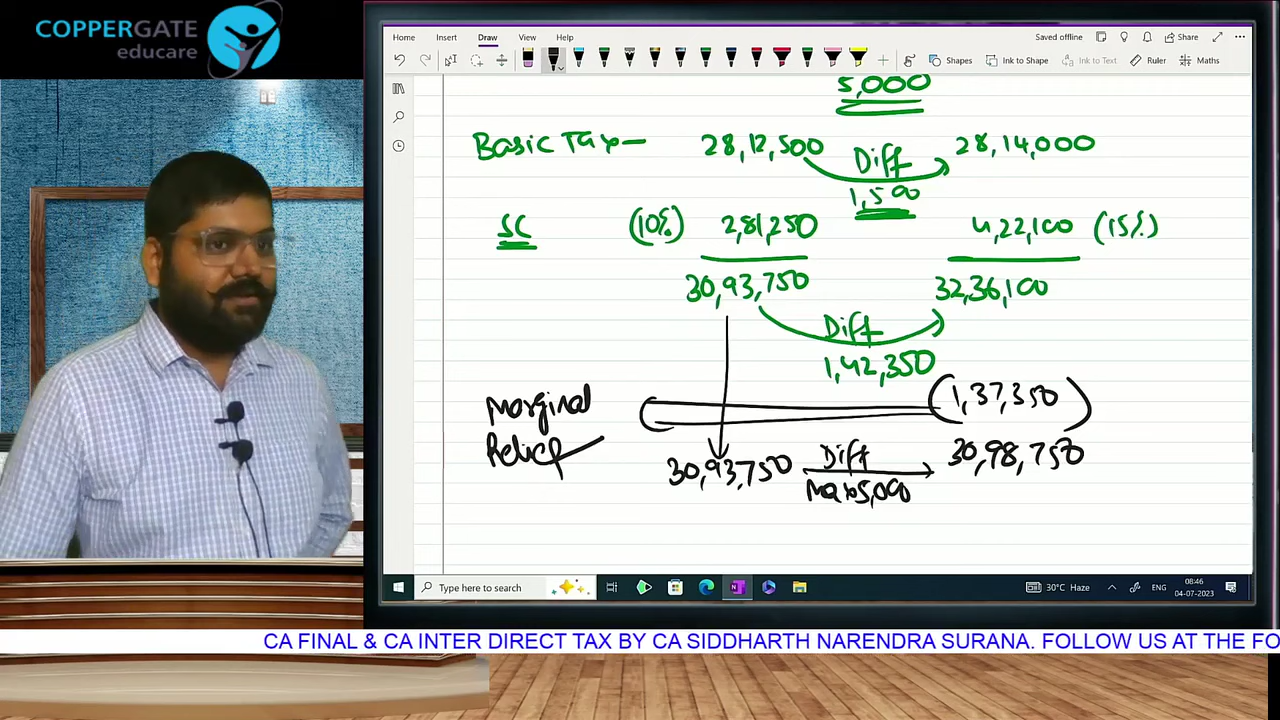 COPPERGATE
educare
Home Insert Draw View Help
Saved offline
Share
Shapes
Ink to Shape
Ink to Text
Ruler
Maths
5,000
Basic Tax - 28,12,500 Diff 28,14,000
1,500
SC (10%) 2,81,250 4,22,100 (15%)
30,93,750 32,36,100
Diff
1,42,350
Marginal (1,37,350)
Relief 30,93,750 Diff 30,98,750
Max 5,000
Type here to search
30°C Haze
ENG
08:46
04-07-2023
CA FINAL & CA INTER DIRECT TAX BY CA SIDDHARTH NARENDRA SURANA. FOLLOW US AT THE FO